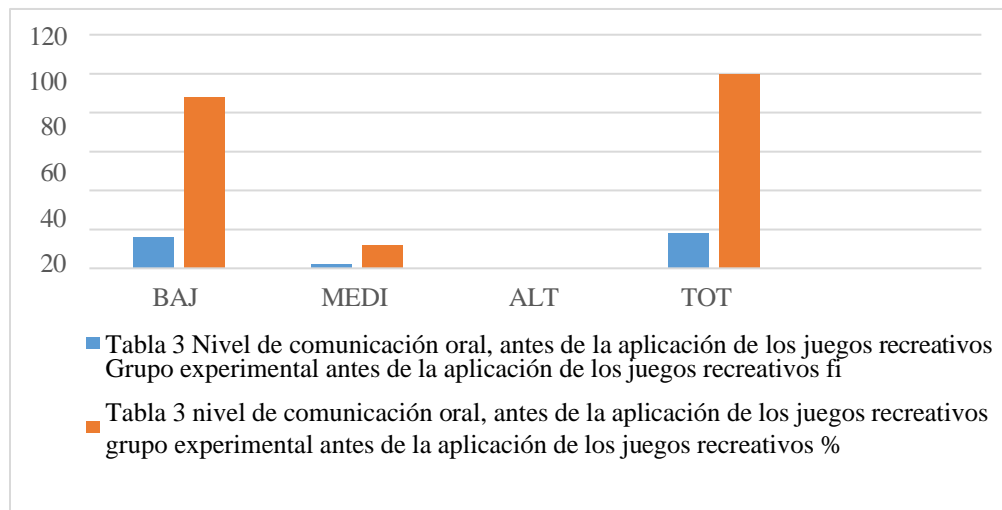 120
100
80
60
40
20
BAJ MEDI ALT TOT
Tabla 3 Nivel de comunicación oral, antes de la aplicación de los juegos recreativos
Grupo experimental antes de la aplicación de los juegos recreativos fi
Tabla 3 nivel de comunicación oral, antes de la aplicación de los juegos recreativos
grupo experimental antes de la aplicación de los juegos recreativos %